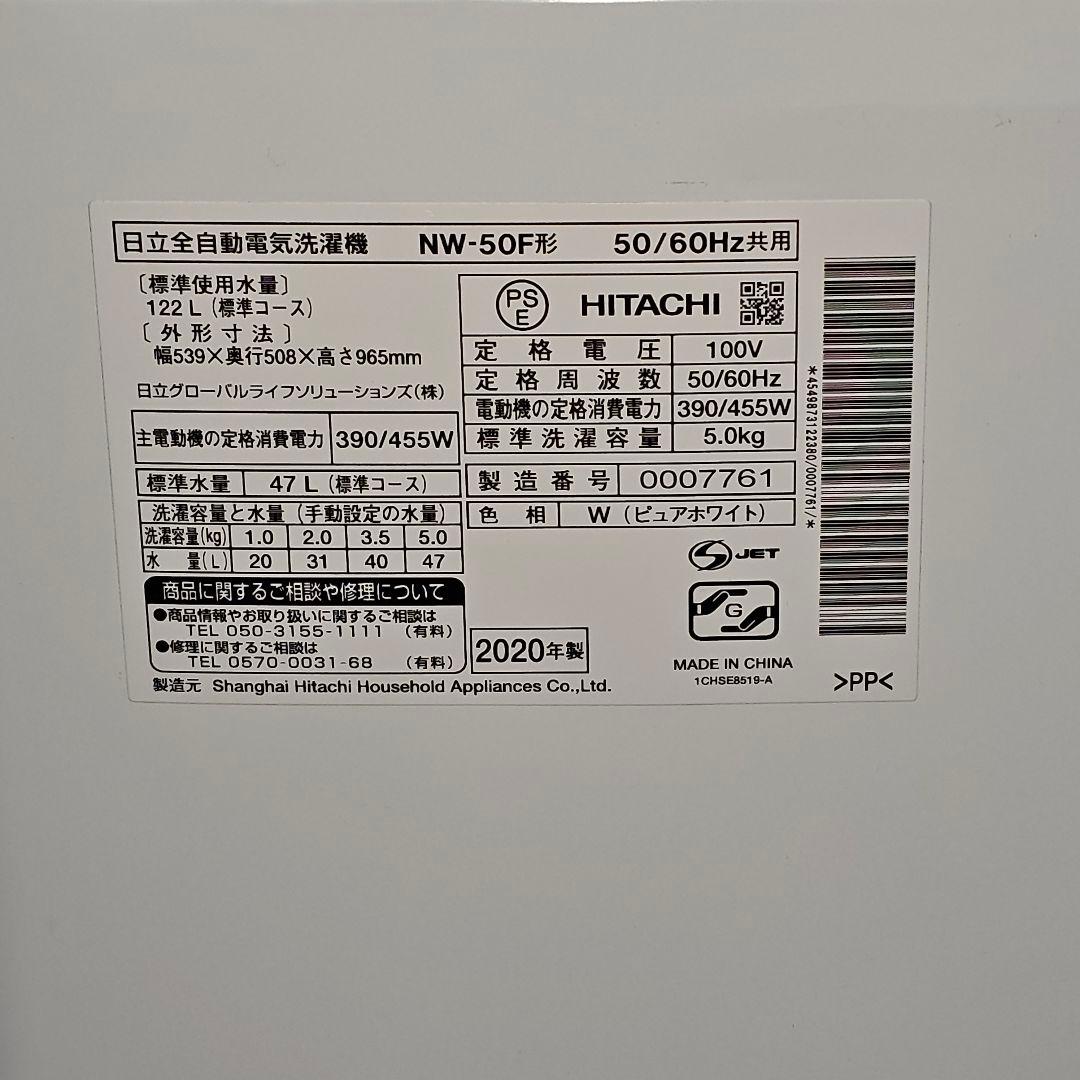 日立全自動電気洗濯機 NW-50F形 50/60Hz共用
〔標準使用水量〕
122 L (標準コース)
〔外形寸法〕
幅539×奥行508×高さ965mm
日立グローバルライフソリューションズ(株)
主電動機の定格消費電力 390/455W
標準水量 47 L (標準コース)
洗濯容量と水量 (手動設定の水量)
洗濯容量(kg) 1.0 2.0 3.5 5.0
水 量(L) 20 31 40 47
商品に関するご相談や修理について
●商品情報やお取り扱いに関するご相談は
TEL 050-3155-1111 (有料)
●修理に関するご相談は
TEL 0570-0031-68 (有料)
製造元 Shanghai Hitachi Household Appliances Co.,Ltd.
PS
E
HITACHI
定格電圧 100V
定格周波数 50/60Hz
電動機の定格消費電力 390/455W
標準洗濯容量 5.0kg
製造番号 0007761
色相 W (ピュアホワイト)
S JET
G
2020年製
MADE IN CHINA
1CHSE8519-A
*4549873122380/0007761/*
>PP<